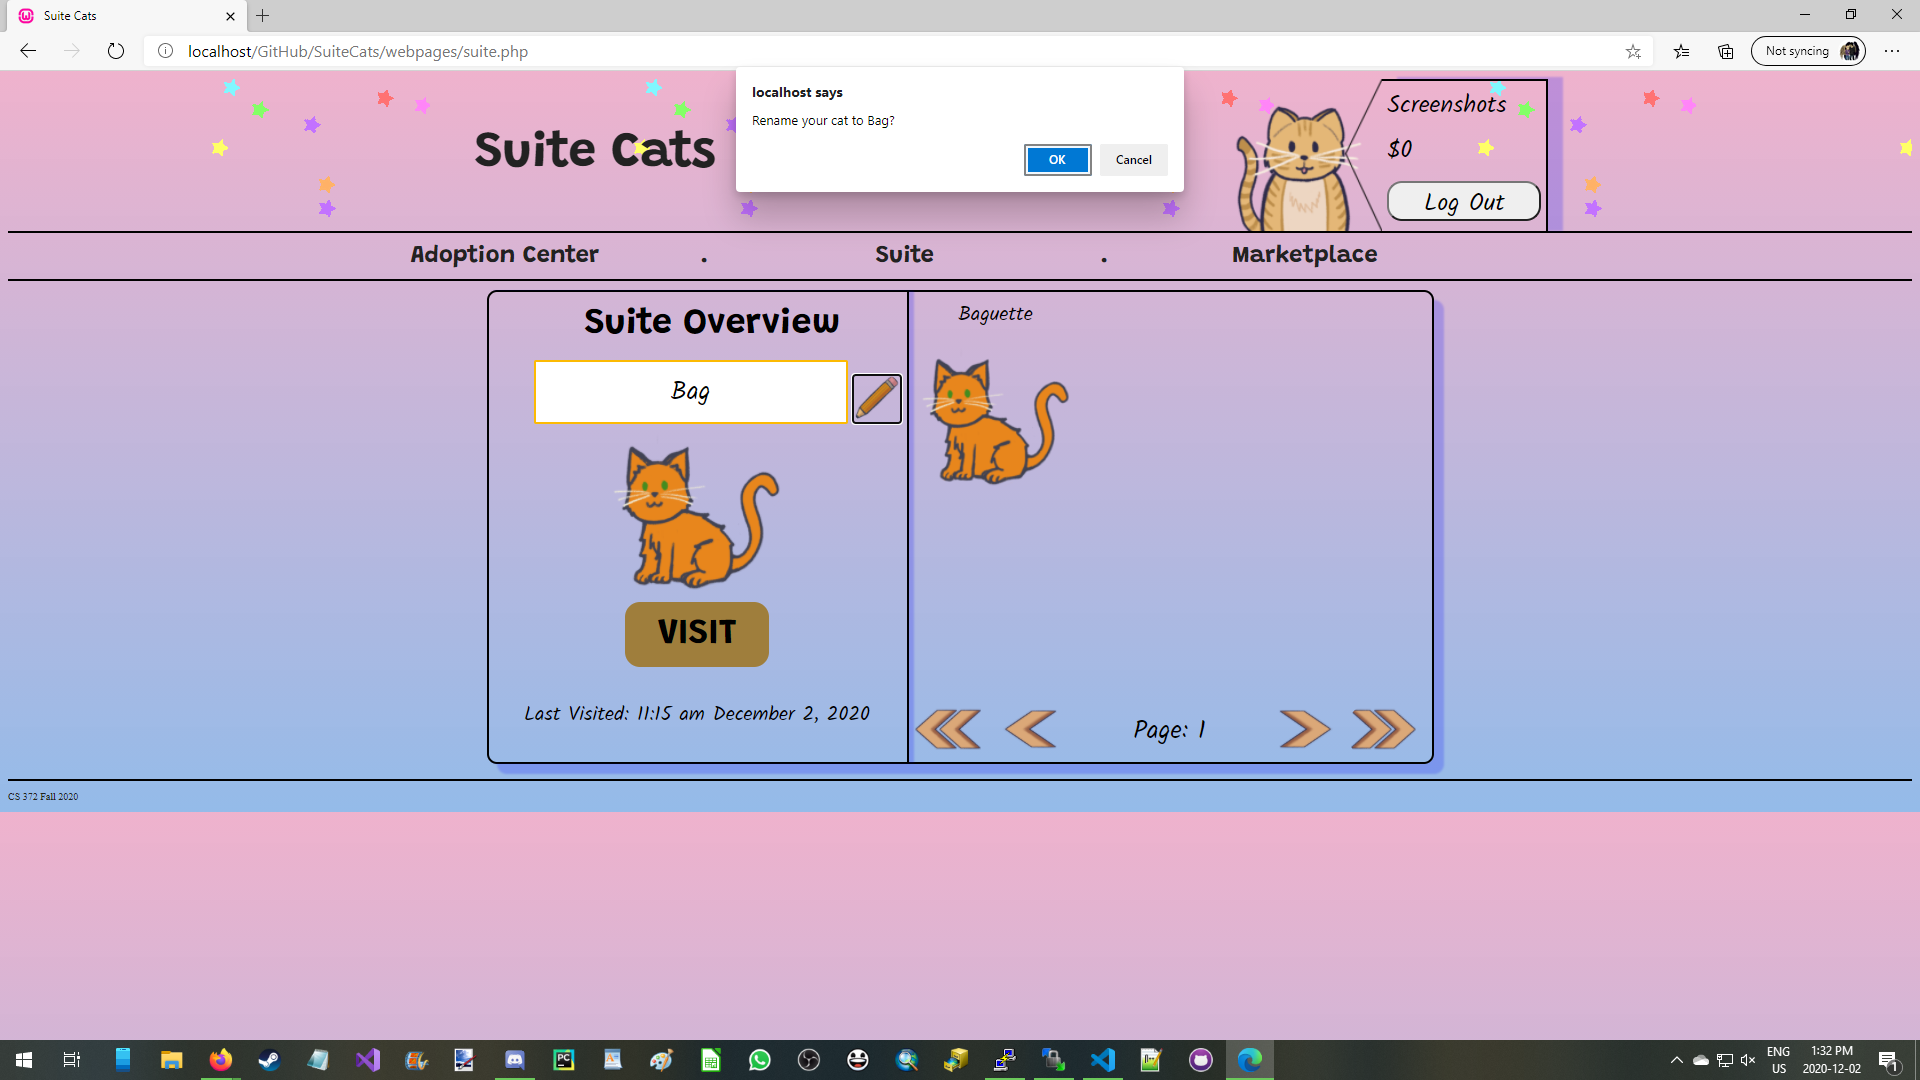 Suite Cats
localhost/GitHub/SuiteCats/webpages/suite.php
Not syncing
localhost says
Rename your cat to Bag?
OK
Cancel
Suite Cats
Screenshots
$0
Log Out
Adoption Center . Suite . Marketplace
Suite Overview
Bag
VISIT
Last Visited: 11:15 am December 2, 2020
Baguette
Page: 1
CS 372 Fall 2020
PC
ENG
US
1:32 PM
2020-12-02
1